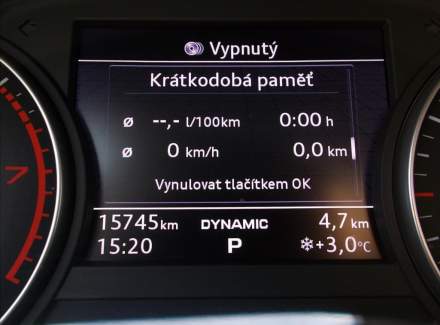 Vypnutý
Krátkodobá paměť
ø --,- l/100km 0:00 h
ø 0 km/h 0,0 km
Vynulovat tlačítkem OK
15745km DYNAMIC 4,7 km
15:20 P ❄+3,0°C
7